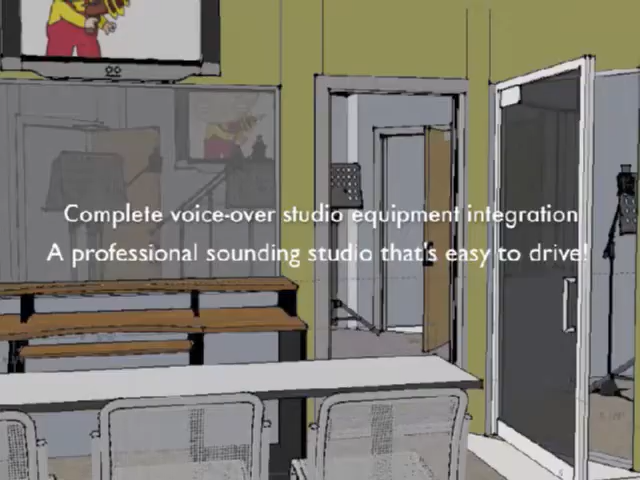 Complete voice-over studio equipment integration
A professional sounding studio that's easy to drive!